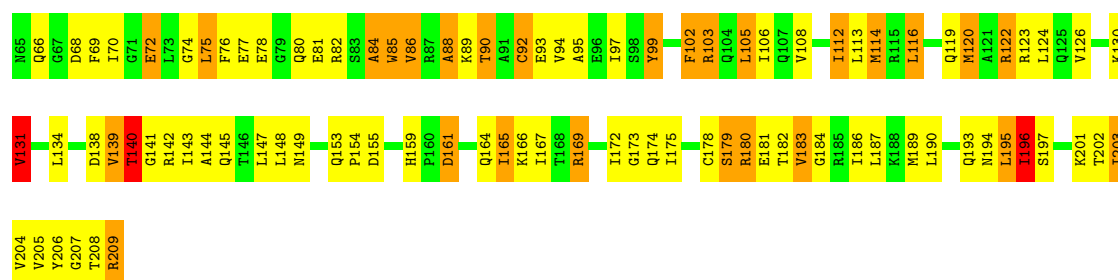 N65 Q66 G67 D68 F69 I70 G71 E72 L73 G74 L75 F76 E77 E78 G79 Q80 E81 R82 S83 A84 W85 V86 R87 A88 K89 T90 A91 C92 E93 V94 A95 E96 I97 S98 Y99 F102 R103 Q104 L105 I106 Q107 V108 I112 L113 M114 R115 L116 Q119 M120 A121 R122 R123 L124 Q125 V126 K130
V131 L134 D138 V139 T140 G141 R142 I143 A144 Q145 T146 L147 L148 N149 Q153 P154 D155 H159 P160 D161 Q164 I165 K166 I167 T168 R169 I172 G173 Q174 I175 C178 S179 R180 E181 T182 V183 G184 R185 I186 L187 K188 M189 L190 Q193 N194 L195 I196 S197 K201 T202
V204 V205 Y206 G207 T208 R209